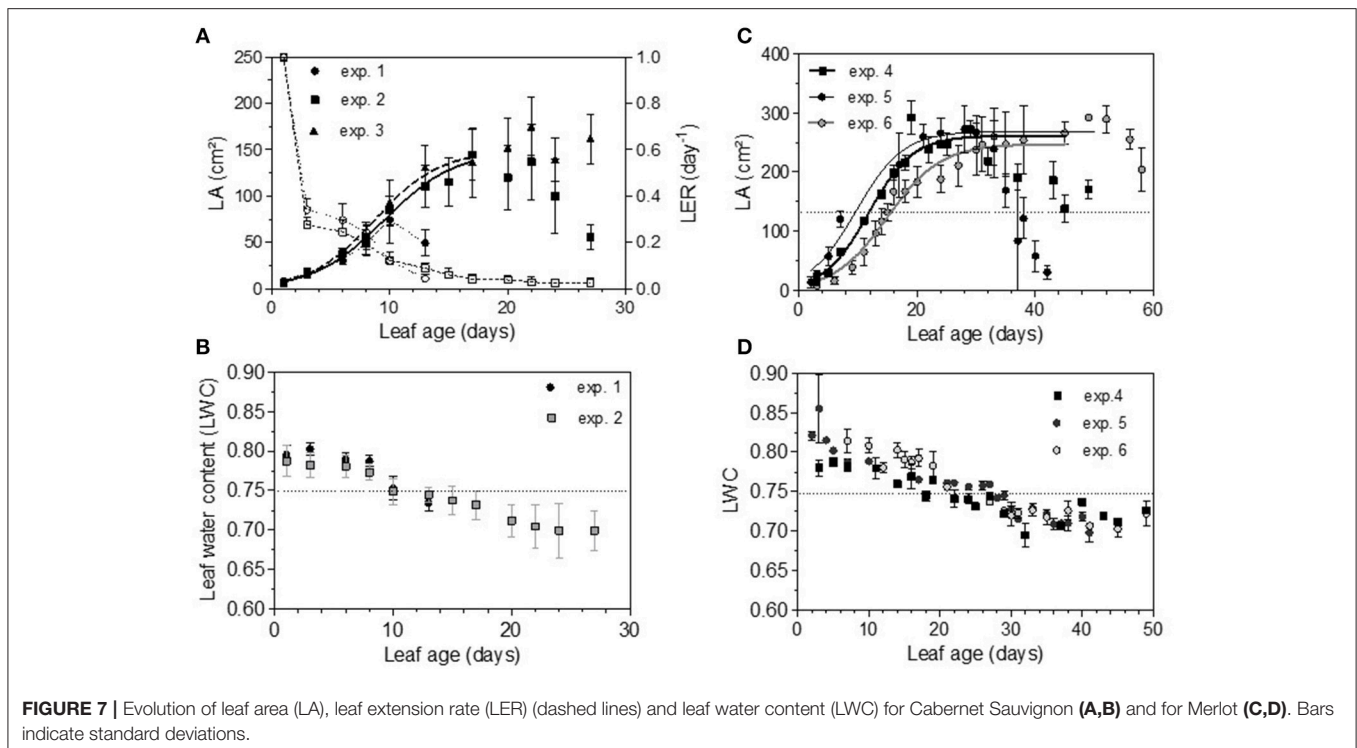 A
250
200
150
100
50
0
LA (cm²)
exp. 1
exp. 2
exp. 3
1.0
0.8
0.6
0.4
0.2
0.0
LER (day⁻¹)
0 10 20 30
Leaf age (days)
C
400
300
200
100
0
LA (cm²)
exp. 4
exp. 5
exp. 6
0 20 40 60
Leaf age (days)
B
0.90
0.85
0.80
0.75
0.70
0.65
0.60
Leaf water content (LWC)
exp. 1
exp. 2
0 10 20 30
Leaf age (days)
D
0.90
0.85
0.80
0.75
0.70
0.65
0.60
LWC
exp.4
exp. 5
exp. 6
0 10 20 30 40 50
Leaf age (days)
FIGURE 7 | Evolution of leaf area (LA), leaf extension rate (LER) (dashed lines) and leaf water content (LWC) for Cabernet Sauvignon (A,B) and for Merlot (C,D). Bars
indicate standard deviations.